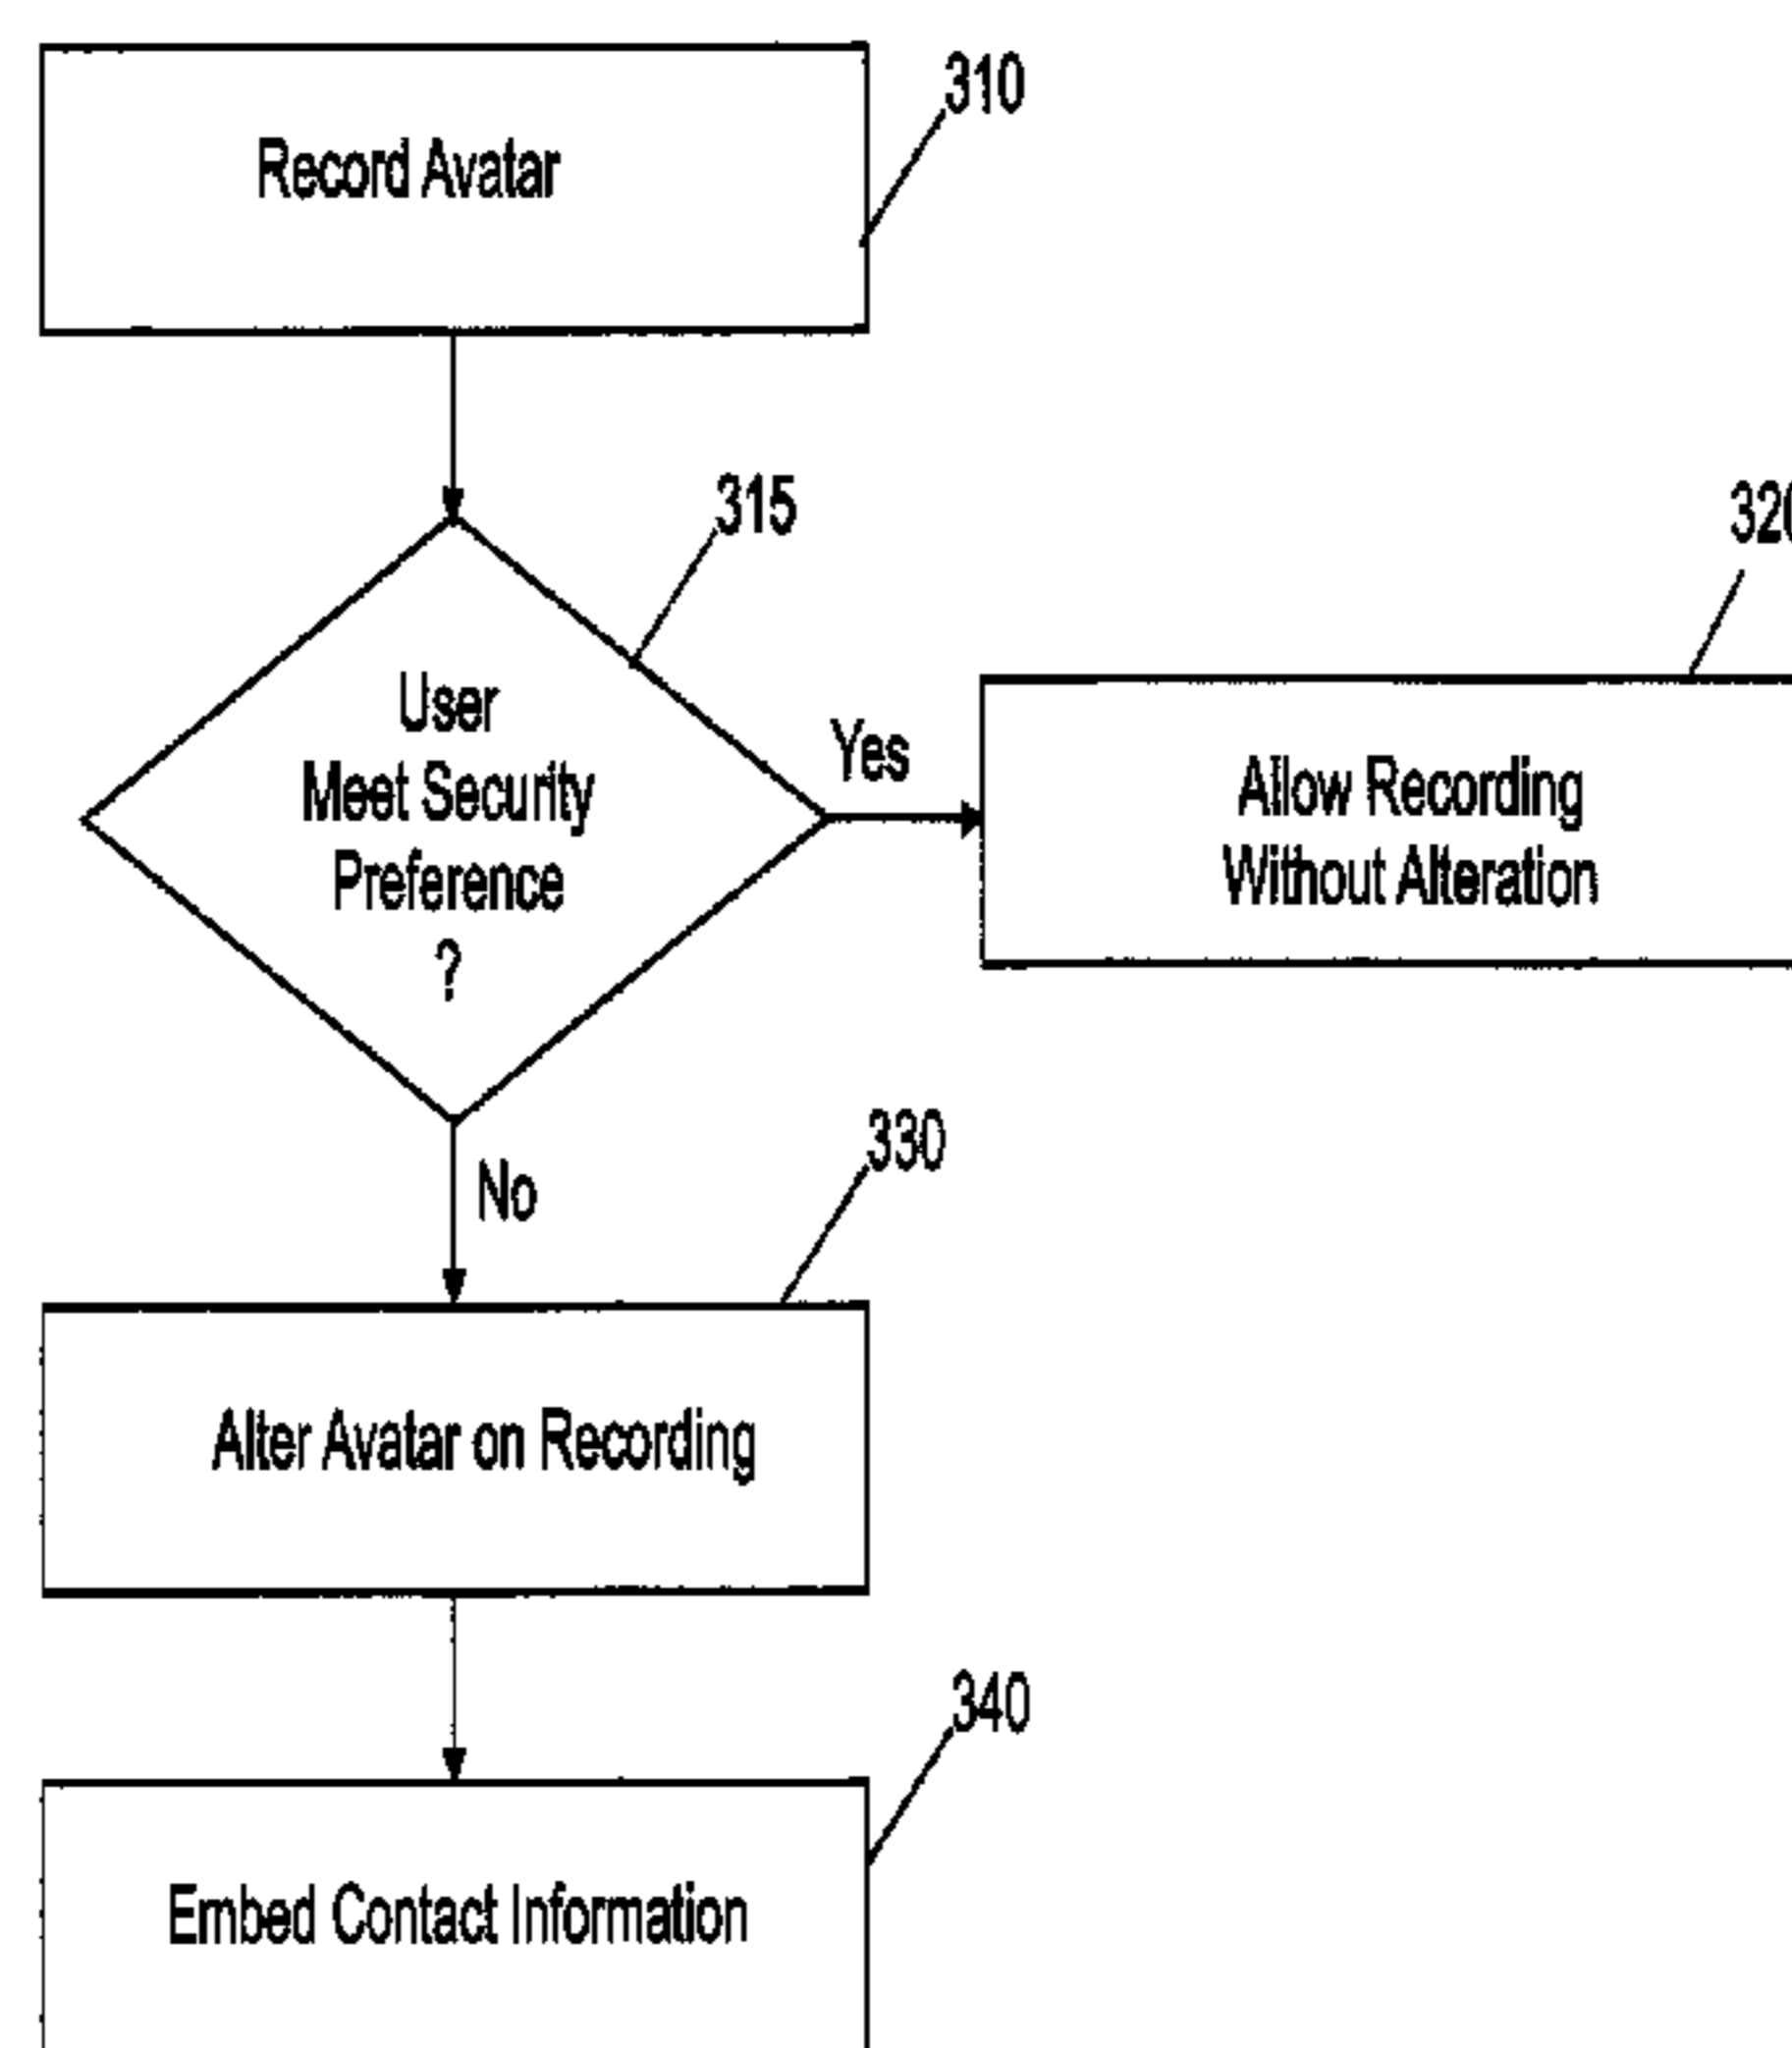 310
Record Avatar
315
320
User
Meet Security
Preference
?
Yes
Allow Recording
Without Alteration
330
No
Alter Avatar on Recording
340
Embed Contact Information